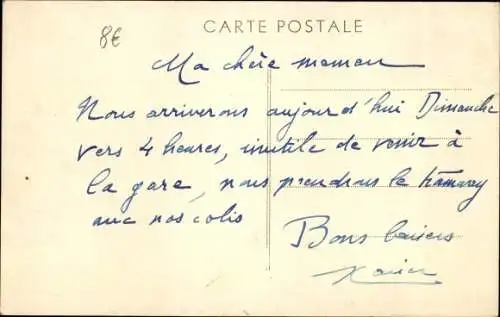 CARTE POSTALE
8€
Ma chère maman
Nous arriverons aujourd'hui Dimanche
vers 4 heures, inutile de venir à
la gare, nous prendrons le tramway
avec nos colis
Bons baisers
Xavier